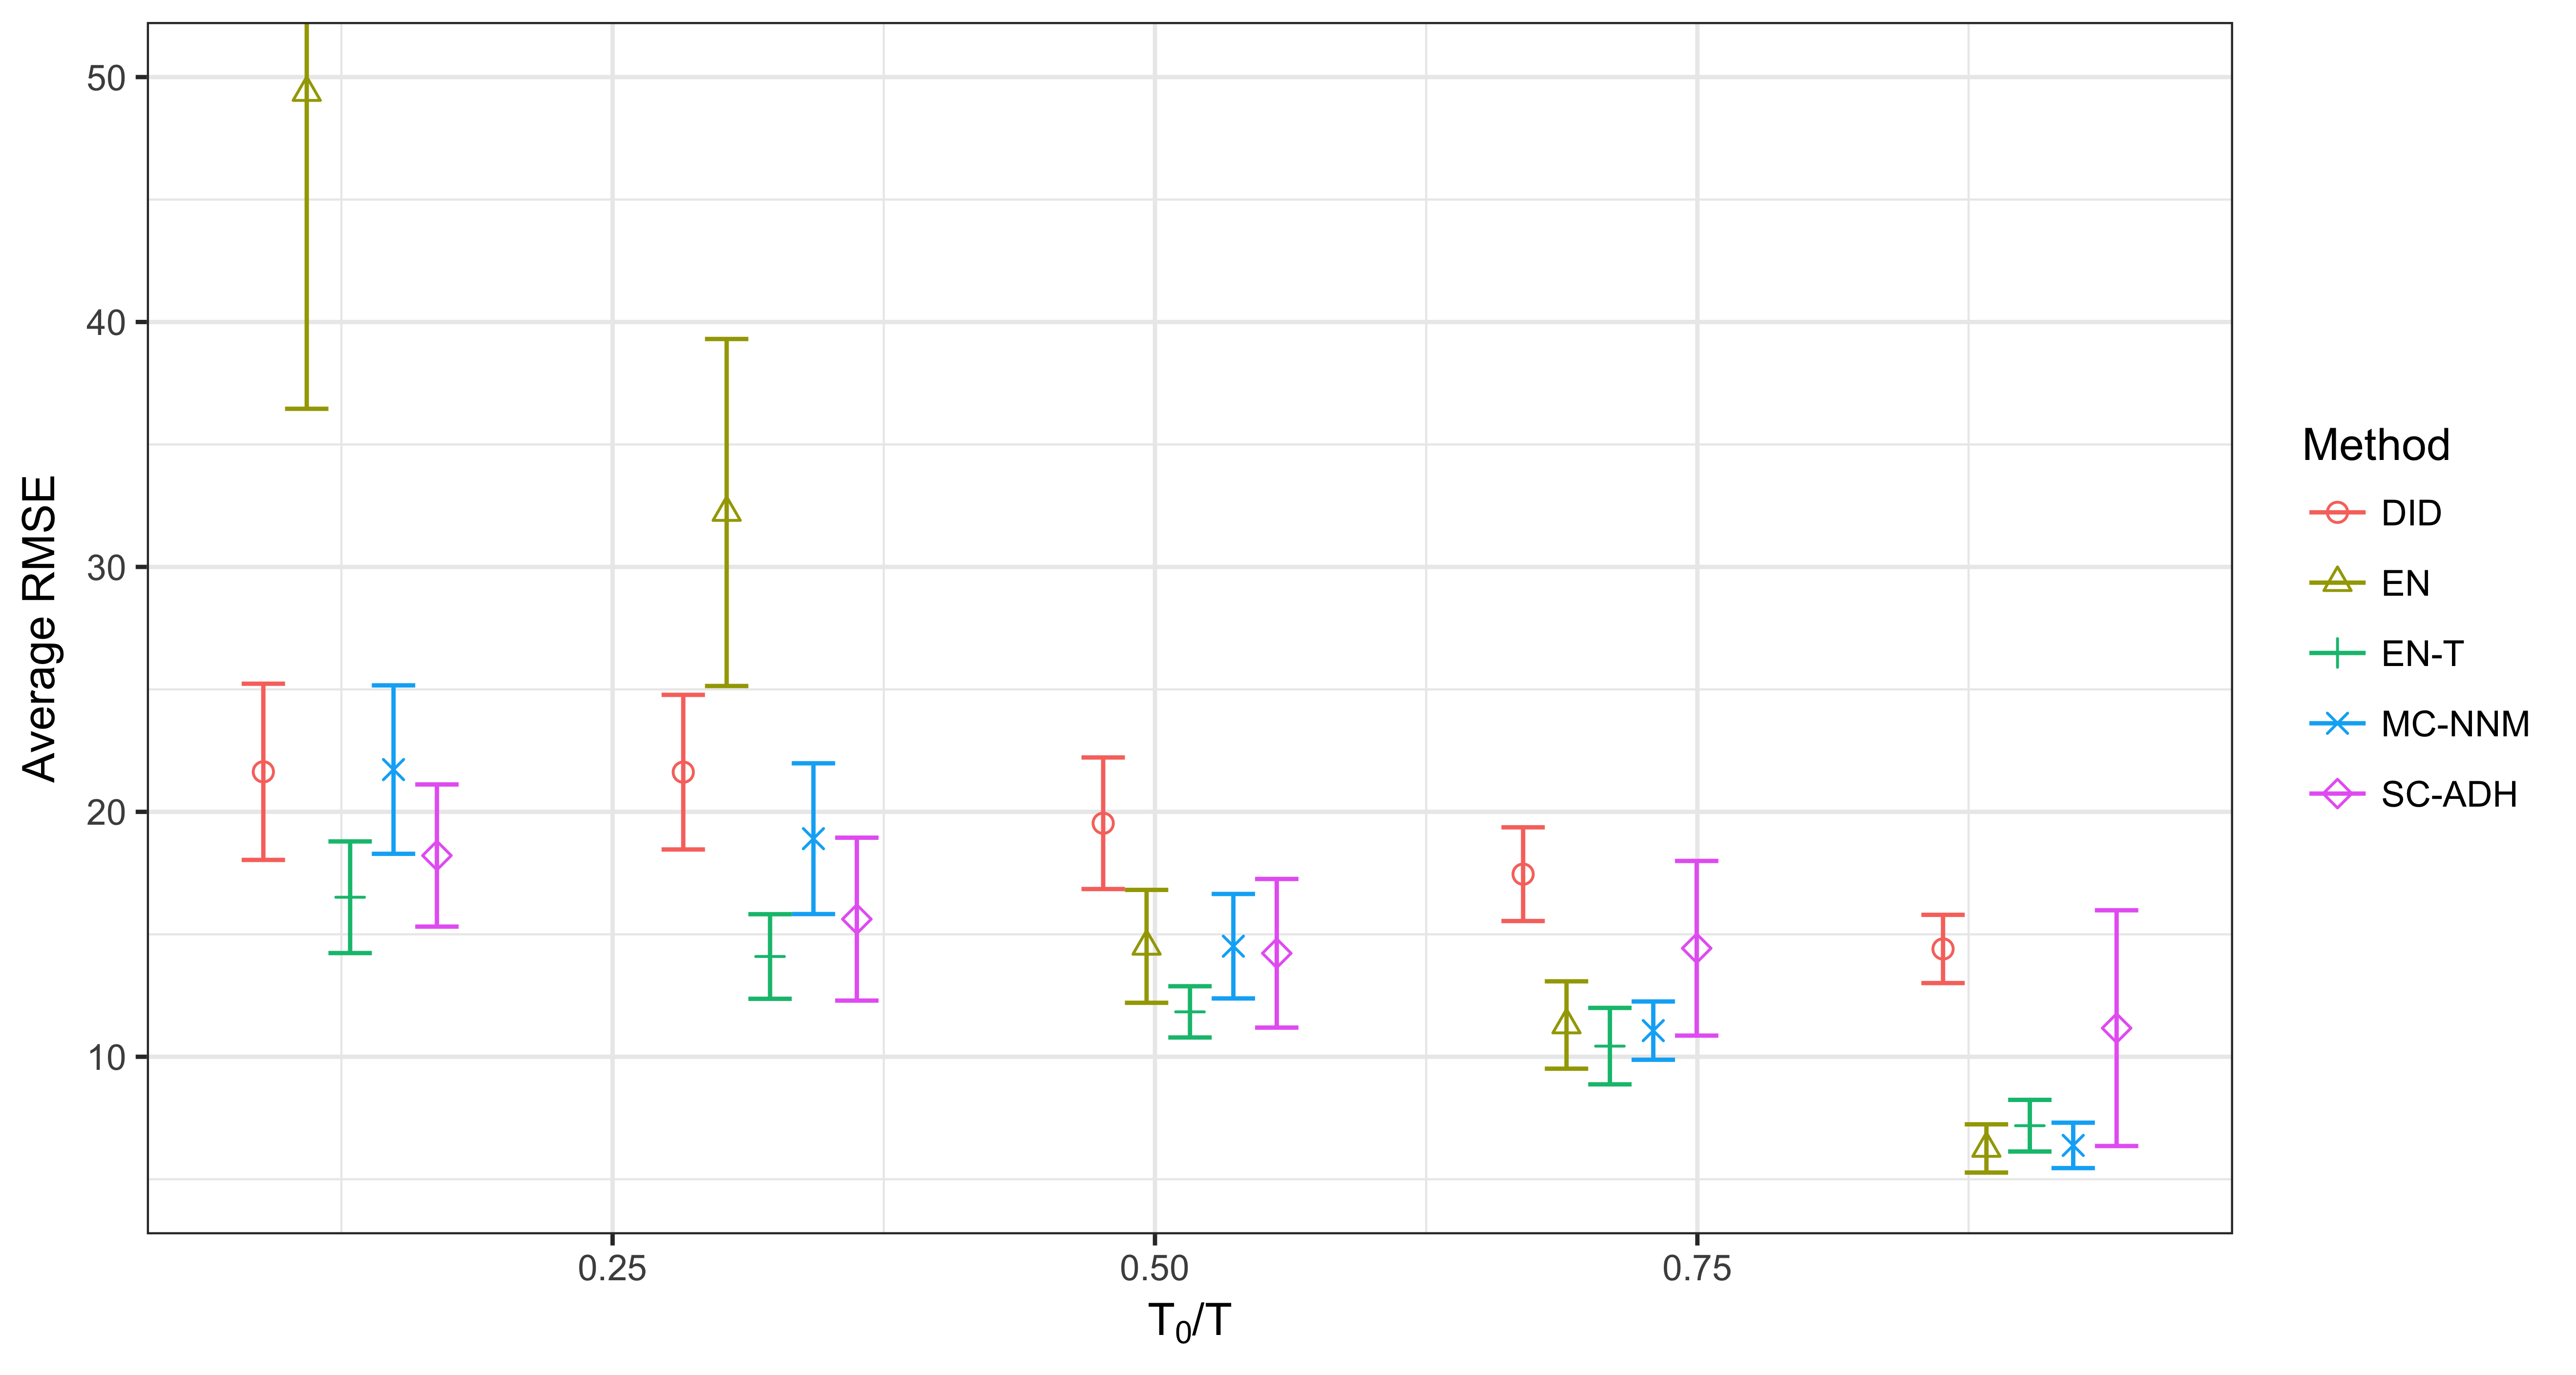 50
40
30
20
10
Average RMSE
0.25
0.50
0.75
T₀/T
Method
DID
EN
EN-T
MC-NNM
SC-ADH